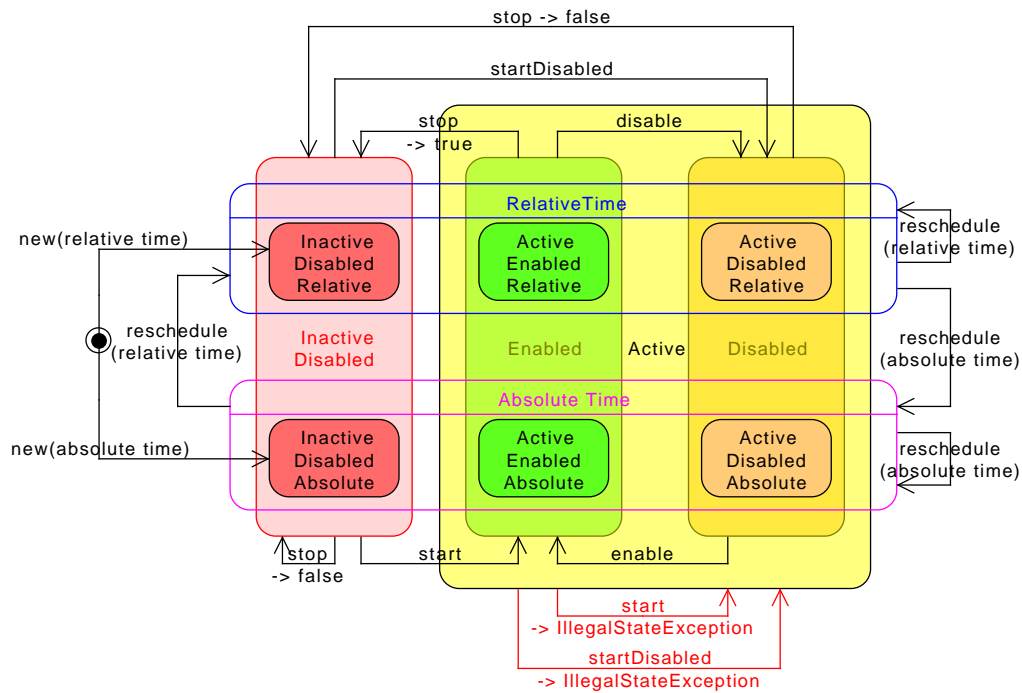 stop -> false
startDisabled
stop
-> true
disable
RelativeTime
new(relative time)
Inactive
Disabled
Relative
Active
Enabled
Relative
Active
Disabled
Relative
reschedule
(relative time)
reschedule
(relative time)
Inactive
Disabled
Enabled
Active
Disabled
reschedule
(absolute time)
Absolute Time
new(absolute time)
Inactive
Disabled
Absolute
Active
Enabled
Absolute
Active
Disabled
Absolute
reschedule
(absolute time)
stop
-> false
start
enable
start
-> IllegalStateException
startDisabled
-> IllegalStateException